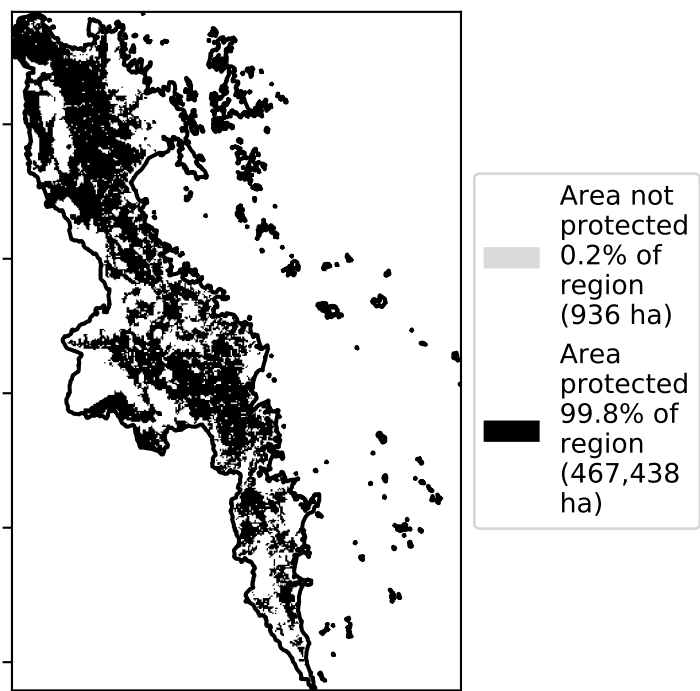 Area not
protected
0.2% of
region
(936 ha)
Area
protected
99.8% of
region
(467,438
ha)